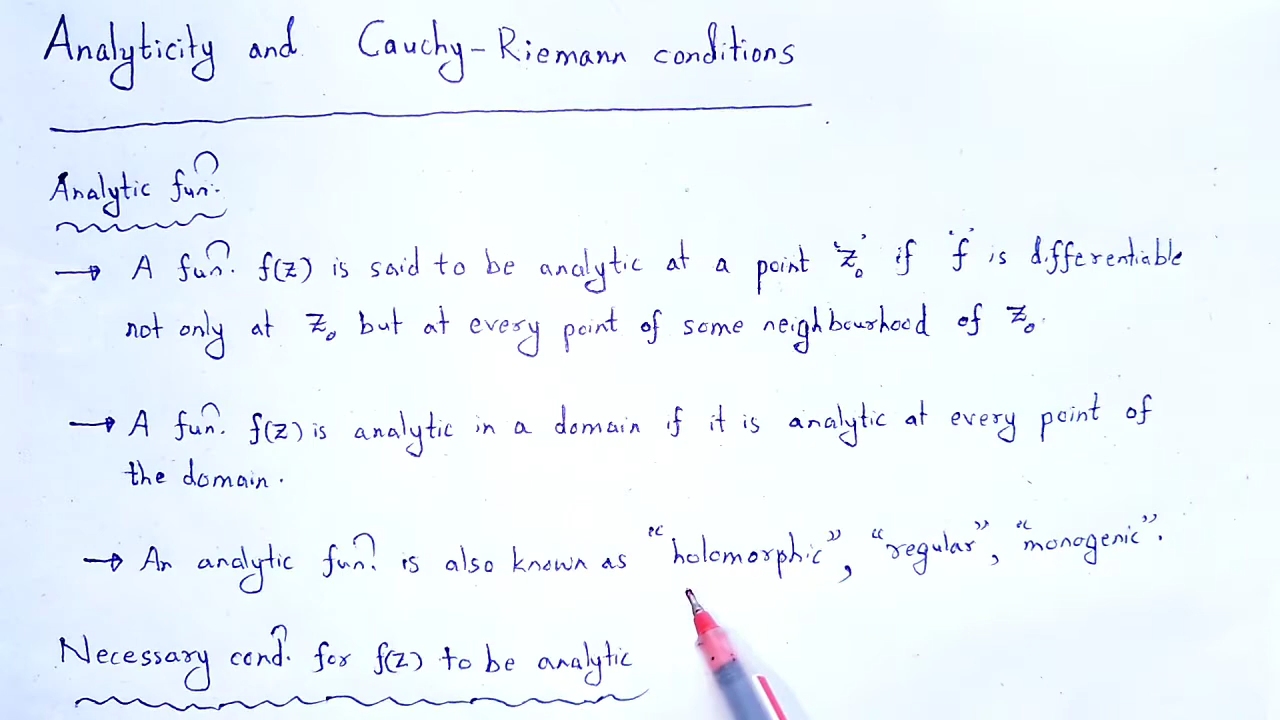 Analyticity and Cauchy-Riemann conditions
Analytic fun.
→ A fun. f(z) is said to be analytic at a point 'z₀' if 'f' is differentiable
not only at z₀ but at every point of some neighbourhood of z₀.
→ A fun. f(z) is analytic in a domain if it is analytic at every point of
the domain.
→ An analytic fun. is also known as "holomorphic", "regular", "monogenic".
Necessary cond. for f(z) to be analytic